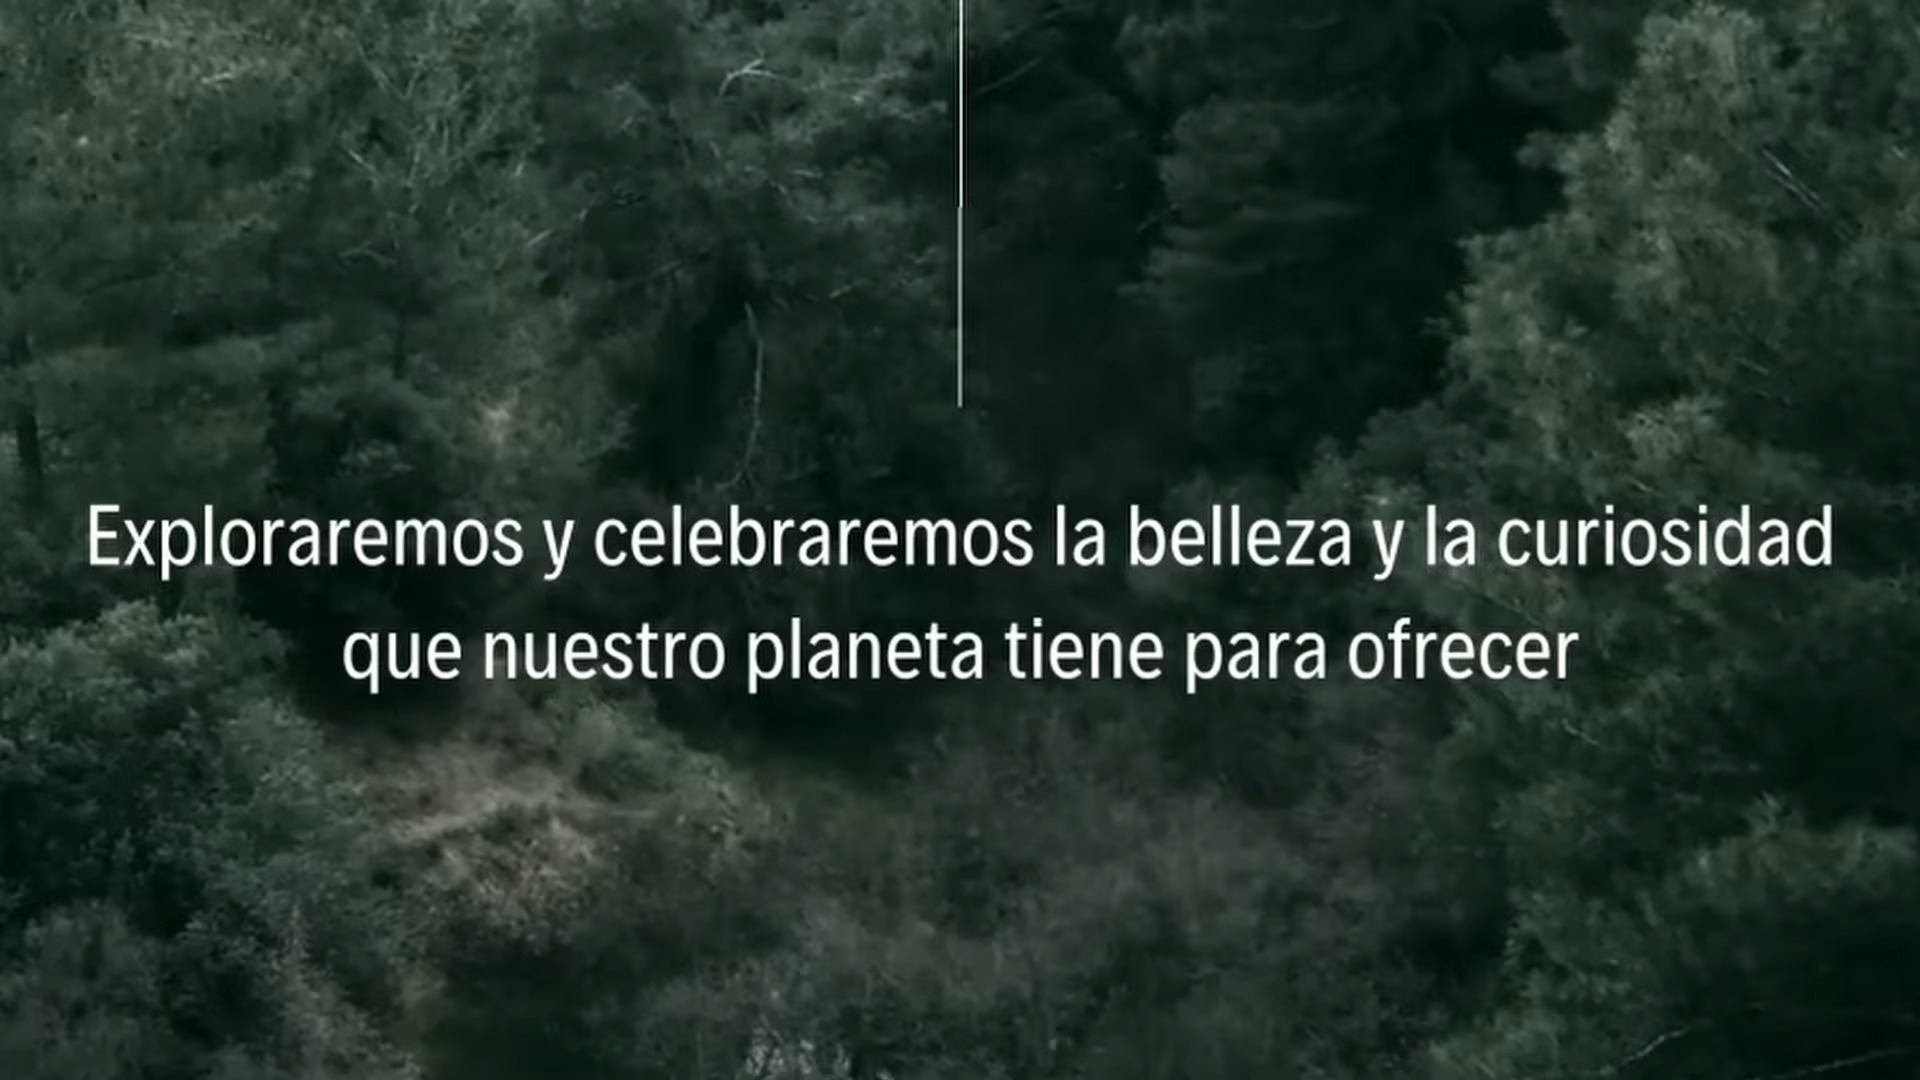 Exploraremos y celebraremos la belleza y la curiosidad
que nuestro planeta tiene para ofrecer